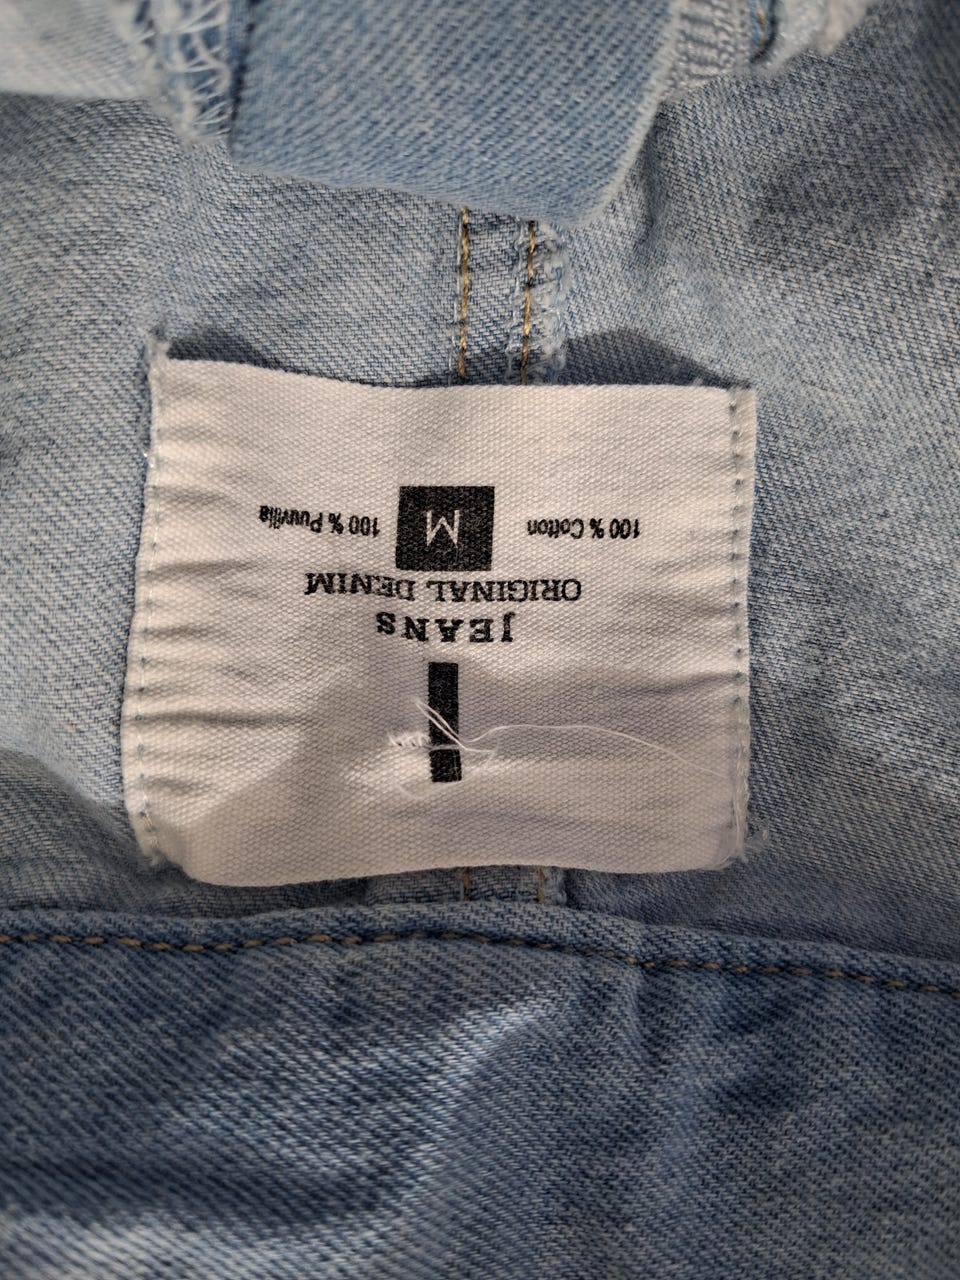 JEANS
ORIGINAL DENIM
100 % Cotton M 100 % Puuvilla